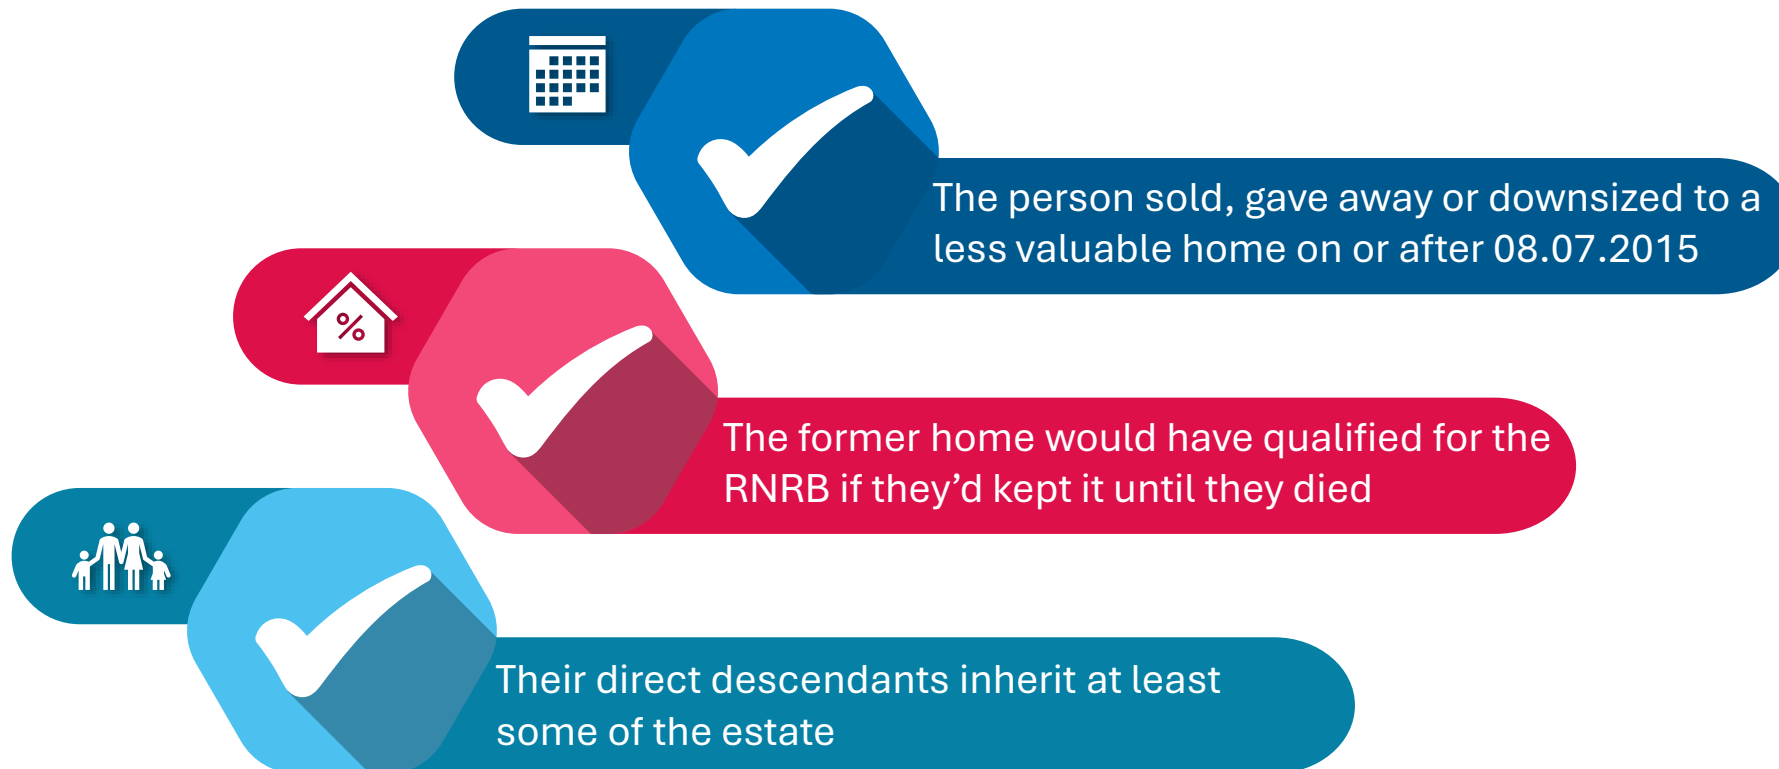 The person sold, gave away or downsized to a
less valuable home on or after 08.07.2015
%
The former home would have qualified for the
RNRB if they’d kept it until they died
Their direct descendants inherit at least
some of the estate